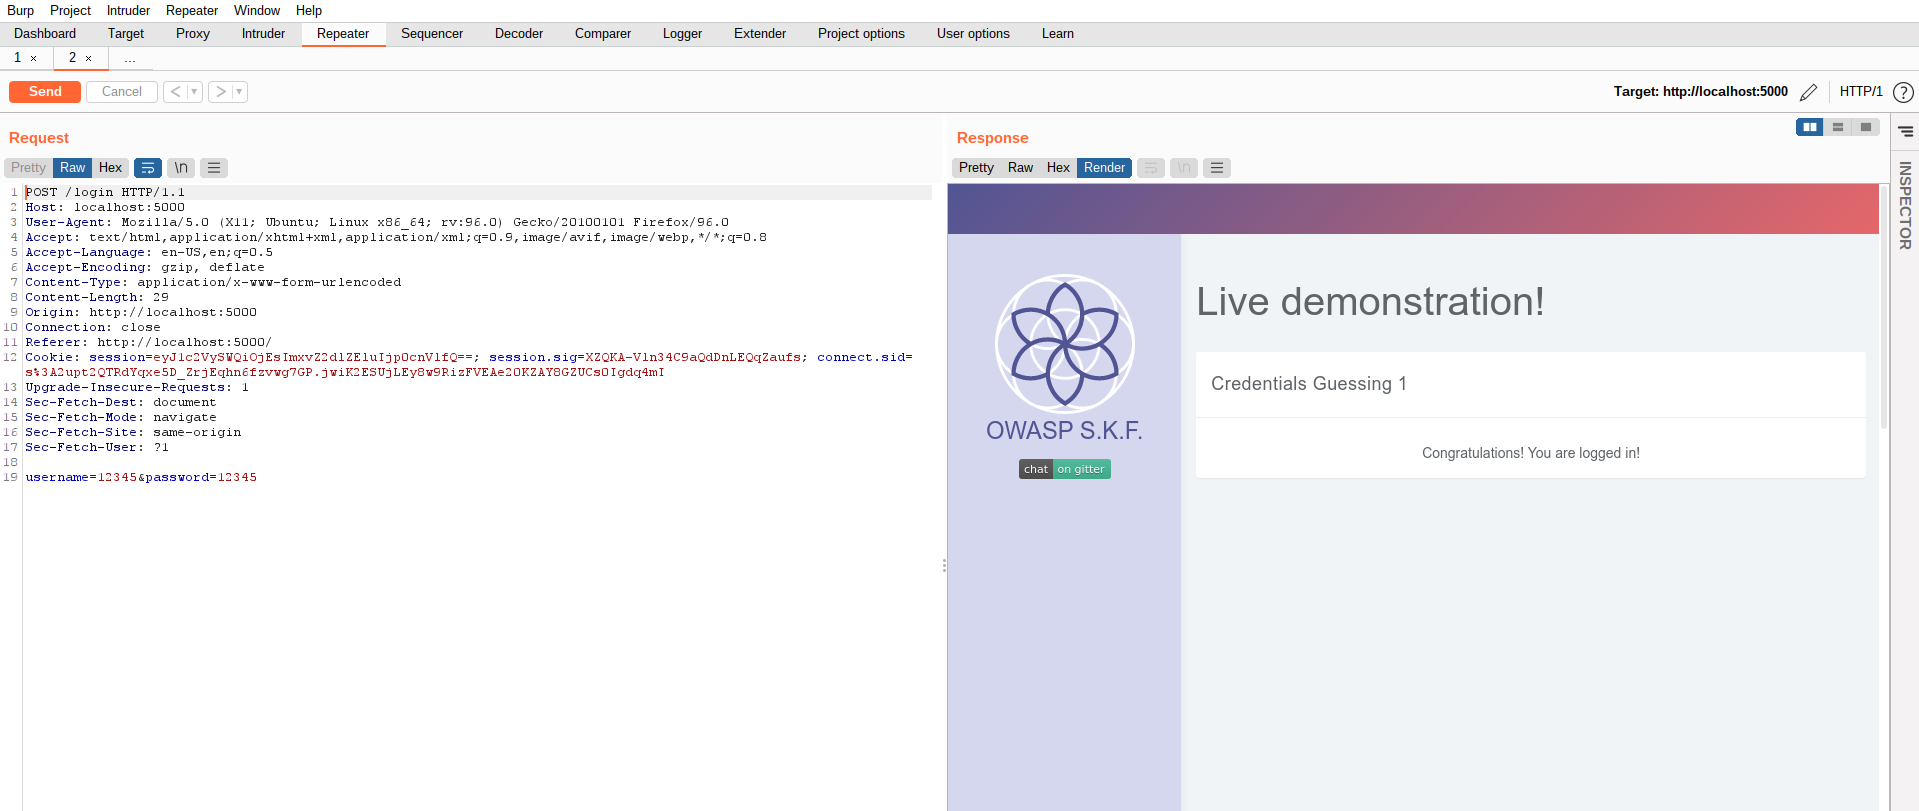 Burp Project Intruder Repeater Window Help
Dashboard Target Proxy Intruder Repeater Sequencer Decoder Comparer Logger Extender Project options User options Learn
1 × 2 × ...
Send Cancel < > Target: http://localhost:5000 HTTP/1 ?
Request
Pretty Raw Hex \n
1 POST /login HTTP/1.1
2 Host: localhost:5000
3 User-Agent: Mozilla/5.0 (X11; Ubuntu; Linux x86_64; rv:96.0) Gecko/20100101 Firefox/96.0
4 Accept: text/html,application/xhtml+xml,application/xml;q=0.9,image/avif,image/webp,*/*;q=0.8
5 Accept-Language: en-US,en;q=0.5
6 Accept-Encoding: gzip, deflate
7 Content-Type: application/x-www-form-urlencoded
8 Content-Length: 29
9 Origin: http://localhost:5000
10 Connection: close
11 Referer: http://localhost:5000/
12 Cookie: session=eyJ1c2VySWQiOjEsImxvZ2dlZEluIjp0cnVlfQ==; session.sig=XZQKA-Vln34C9aQdDnLEQqZaufs; connect.sid=
s%3A2upt2QTRdYqxe5D_ZrjEqhn6fzvwg7GP.jwiK2ESUjLEy8w9RizFVEAe2OKZAY8GZUCsOIgdq4mI
13 Upgrade-Insecure-Requests: 1
14 Sec-Fetch-Dest: document
15 Sec-Fetch-Mode: navigate
16 Sec-Fetch-Site: same-origin
17 Sec-Fetch-User: ?1
18
19 username=12345&password=12345
Response
Pretty Raw Hex Render \n
OWASP S.K.F.
chat on gitter
Live demonstration!
Credentials Guessing 1
Congratulations! You are logged in!
INSPECTOR